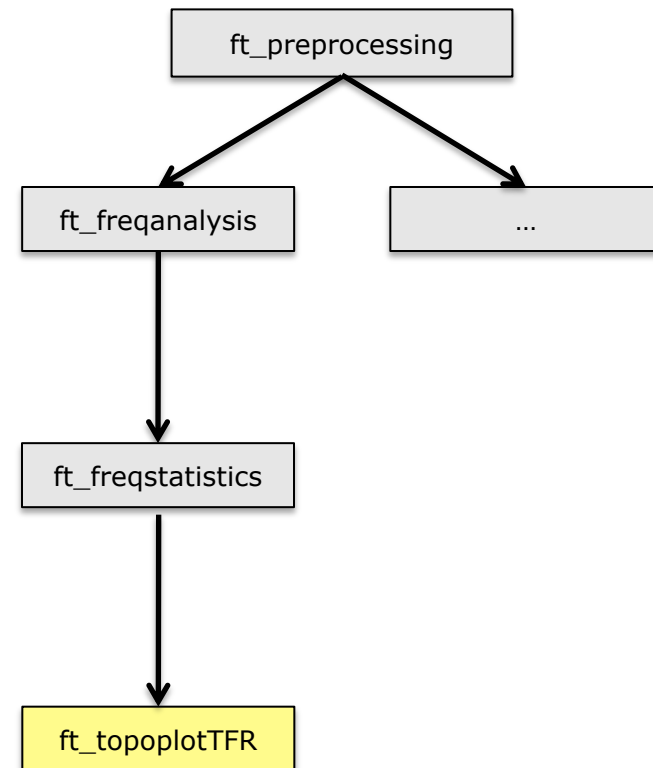 ft_preprocessing
ft_freqanalysis
…
ft_freqstatistics
ft_topoplotTFR